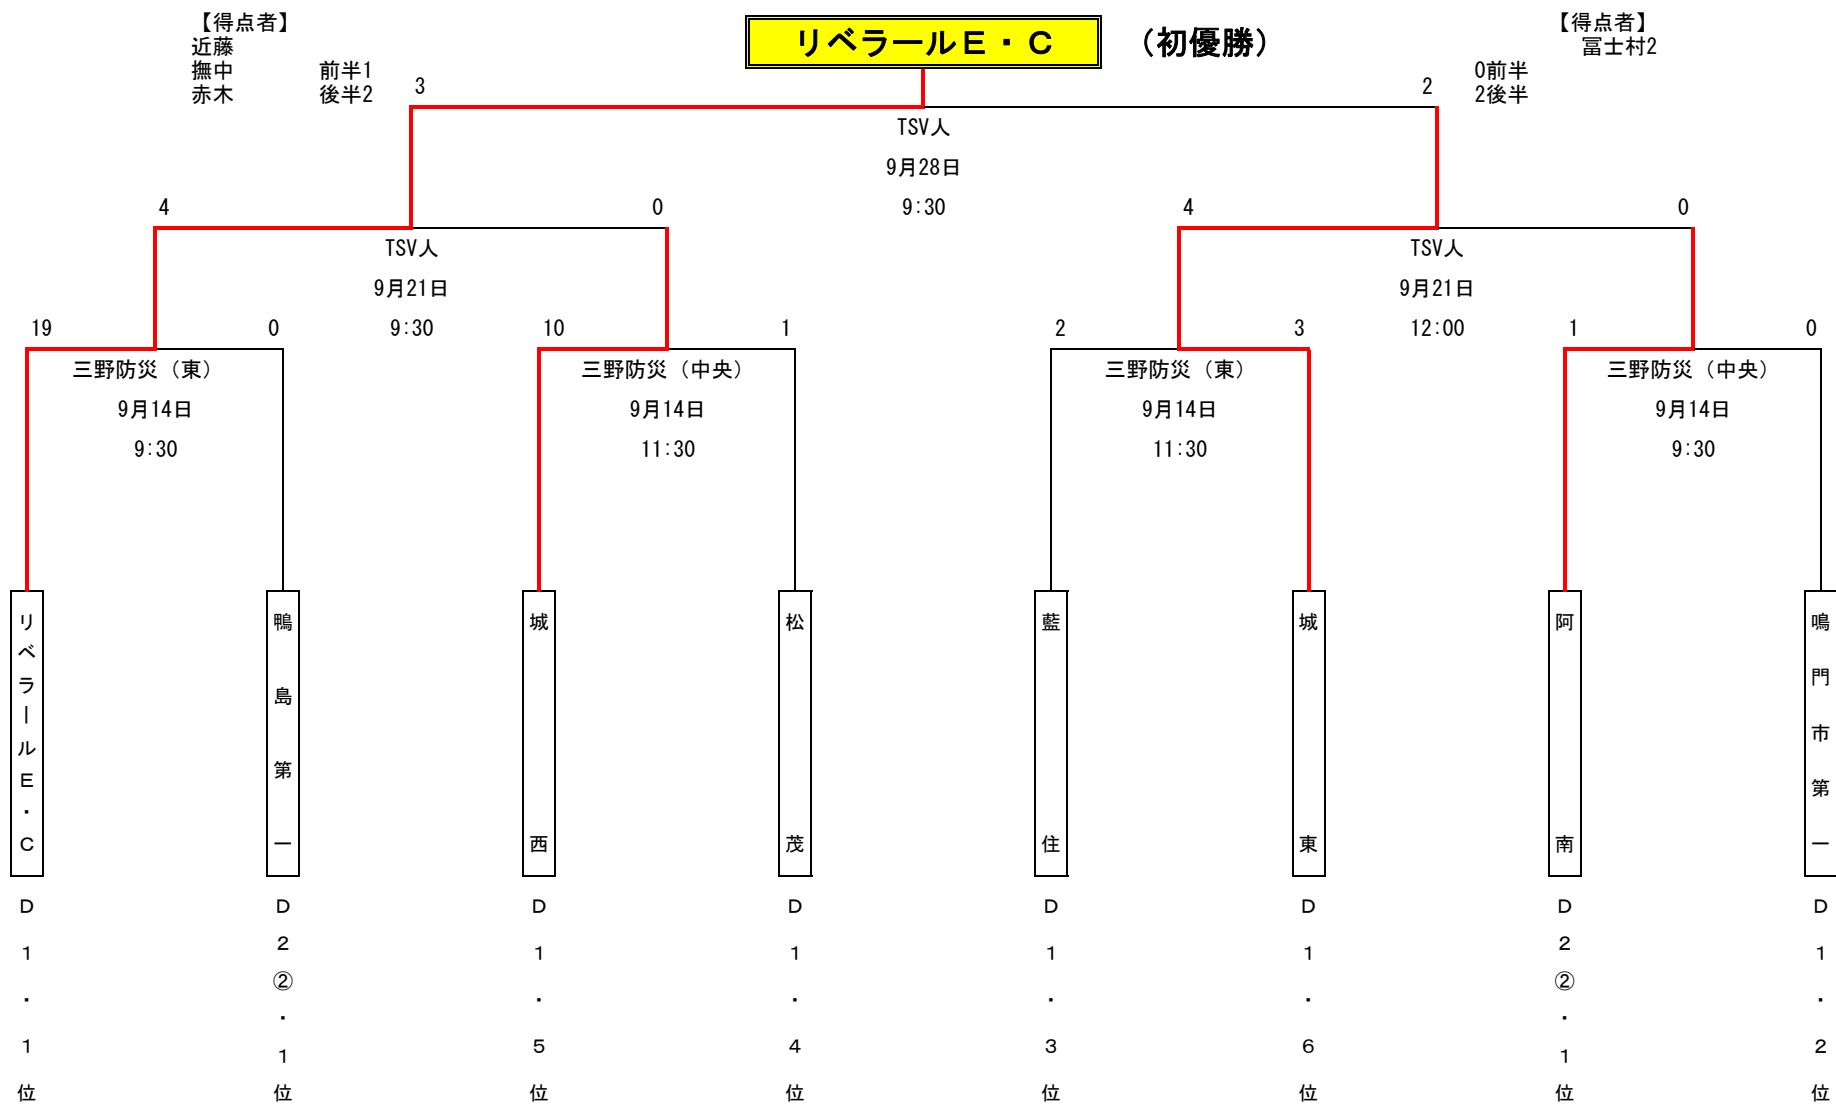 【得点者】
近藤
撫中 前半1
赤木 後半2
リベラールE・C (初優勝)
【得点者】
冨士村2
0前半
2後半
3 2
TSV人
9月28日
9:30
4 0
TSV人
9月21日
9:30
4 0
TSV人
9月21日
12:00
19 0
三野防災（東）
9月14日
9:30
10 1
三野防災（中央）
9月14日
11:30
2 3
三野防災（東）
9月14日
11:30
1 0
三野防災（中央）
9月14日
9:30
リベラールE・C
鴨島第一
城西
松茂
藍住
城東
阿南
鳴門市第一
D1・1位
D2②・1位
D1・5位
D1・4位
D1・3位
D1・6位
D2②・1位
D1・2位